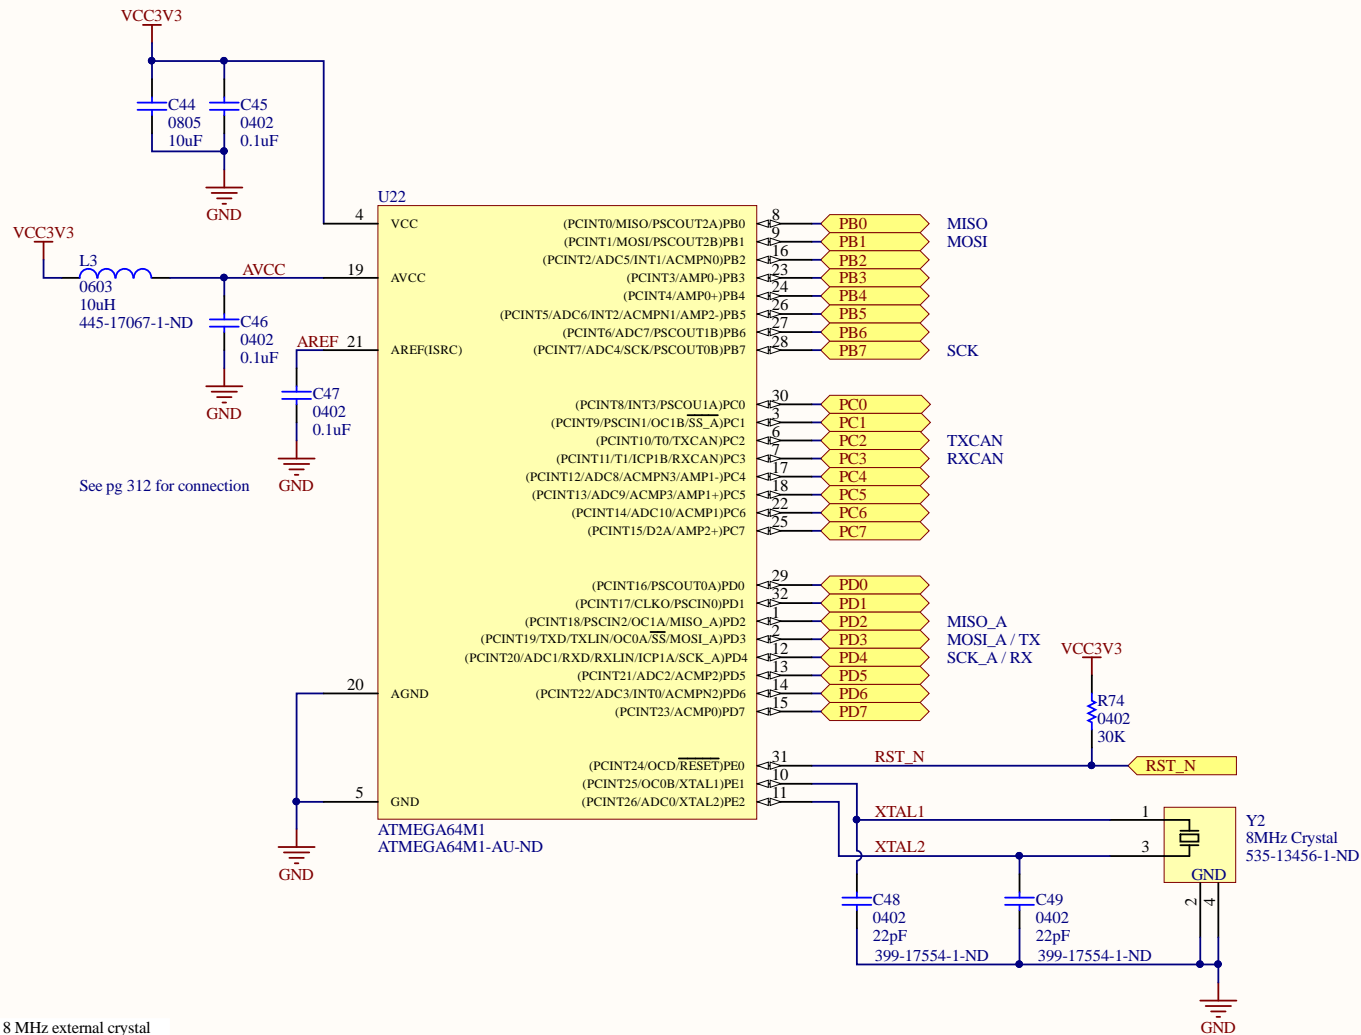 VCC3V3
C44
0805
10uF
C45
0402
0.1uF
GND
VCC3V3
L3
0603
10uH
445-17067-1-ND
AVCC
C46
0402
0.1uF
GND
AREF
C47
0402
0.1uF
GND
See pg 312 for connection
U22
4 VCC
19 AVCC
21 AREF(ISRC)
20 AGND
5 GND
GND
(PCINT0/MISO/PSCOUT2A)PB0 8 PB0 MISO
(PCINT1/MOSI/PSCOUT2B)PB1 9 PB1 MOSI
(PCINT2/ADC5/INT1/ACMPN0)PB2 16 PB2
(PCINT3/AMP0-)PB3 23 PB3
(PCINT4/AMP0+)PB4 24 PB4
(PCINT5/ADC6/INT2/ACMPN1/AMP2-)PB5 26 PB5
(PCINT6/ADC7/PSCOUT1B)PB6 27 PB6
(PCINT7/ADC4/SCK/PSCOUT0B)PB7 28 PB7 SCK
(PCINT8/INT3/PSCOU1A)PC0 30 PC0
(PCINT9/PSCIN1/OC1B/SS_A)PC1 3 PC1
(PCINT10/T0/TXCAN)PC2 6 PC2 TXCAN
(PCINT11/T1/ICP1B/RXCAN)PC3 7 PC3 RXCAN
(PCINT12/ADC8/ACMPN3/AMP1-)PC4 17 PC4
(PCINT13/ADC9/ACMP3/AMP1+)PC5 18 PC5
(PCINT14/ADC10/ACMP1)PC6 22 PC6
(PCINT15/D2A/AMP2+)PC7 25 PC7
(PCINT16/PSCOUT0A)PD0 29 PD0
(PCINT17/CLKO/PSCIN0)PD1 32 PD1
(PCINT18/PSCIN2/OC1A/MISO_A)PD2 1 PD2 MISO_A
(PCINT19/TXD/TXLIN/OC0A/SS/MOSI_A)PD3 2 PD3 MOSI_A / TX
(PCINT20/ADC1/RXD/RXLIN/ICP1A/SCK_A)PD4 12 PD4 SCK_A / RX
(PCINT21/ADC2/ACMP2)PD5 13 PD5
(PCINT22/ADC3/INT0/ACMPN2)PD6 14 PD6
(PCINT23/ACMP0)PD7 15 PD7
(PCINT24/OCD/RESET)PE0 31 RST_N
(PCINT25/OC0B/XTAL1)PE1 10
(PCINT26/ADC0/XTAL2)PE2 11
ATMEGA64M1
ATMEGA64M1-AU-ND
VCC3V3
R74
0402
30K
RST_N
XTAL1 1
XTAL2 3
Y2
8MHz Crystal
535-13456-1-ND
GND
2
4
C48
0402
22pF
399-17554-1-ND
C49
0402
22pF
399-17554-1-ND
GND
8 MHz external crystal